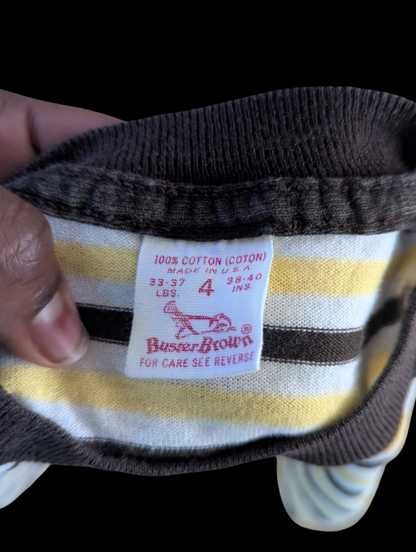 100% COTTON (COTON)
MADE IN U.S.A.
33-37 4 38-40
LBS. INS.
Buster Brown ®
FOR CARE SEE REVERSE